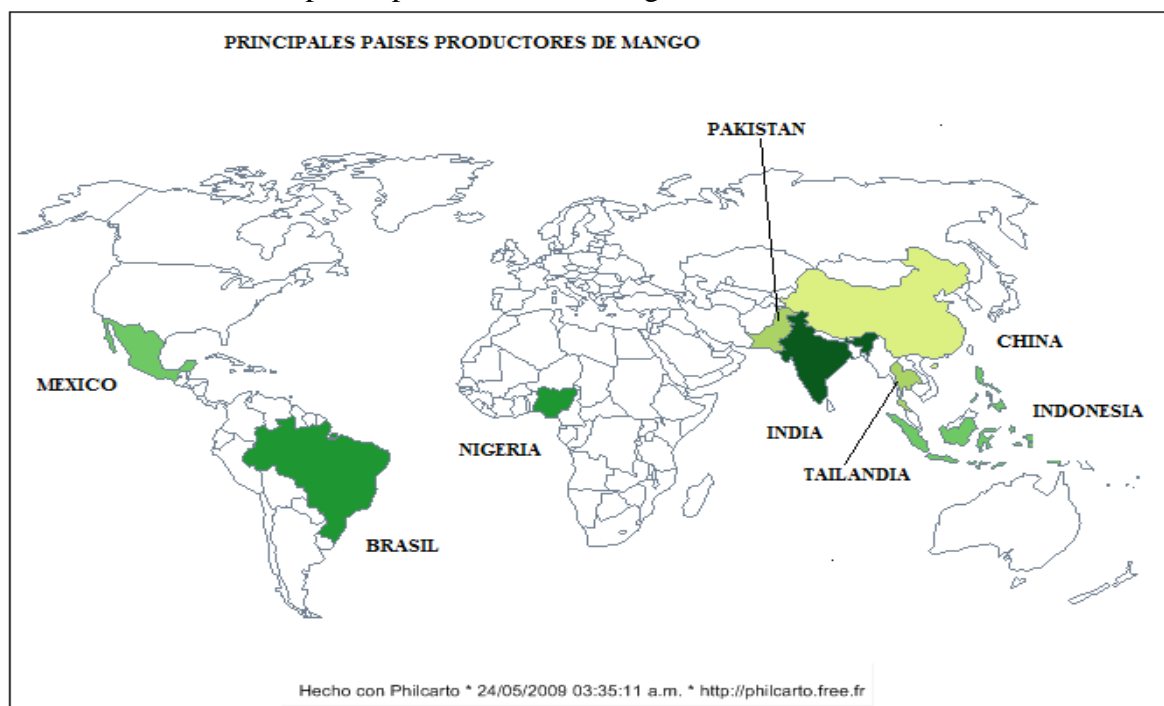 PRINCIPALES PAISES PRODUCTORES DE MANGO
PAKISTAN
CHINA
MEXICO
INDONESIA
INDIA
NIGERIA
TAILANDIA
BRASIL
Hecho con Philcarto * 24/05/2009 03:35:11 a.m. * http://philcarto.free.fr